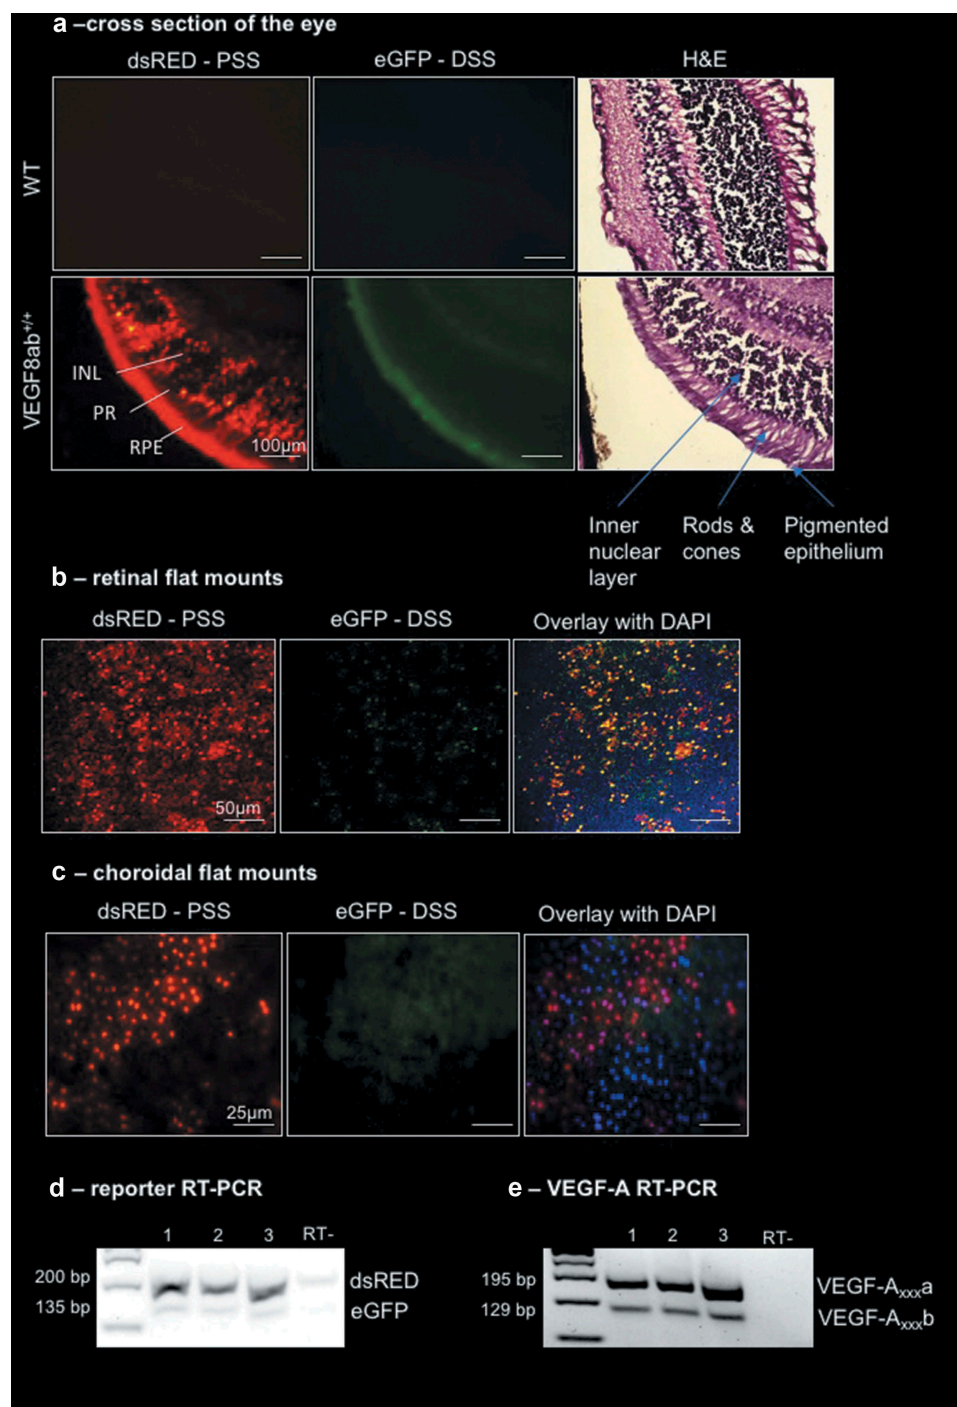 a –cross section of the eye
dsRED - PSS
eGFP - DSS
H&E
WT
VEGF8ab+/+
INL
PR
RPE
100µm
Inner
nuclear
layer
Rods &
cones
Pigmented
epithelium
b – retinal flat mounts
dsRED - PSS
eGFP - DSS
Overlay with DAPI
50µm
c – choroidal flat mounts
dsRED - PSS
eGFP - DSS
Overlay with DAPI
25µm
d – reporter RT-PCR
1 2 3 RT-
200 bp
135 bp
dsRED
eGFP
e – VEGF-A RT-PCR
1 2 3 RT-
195 bp
129 bp
VEGF-Axxxa
VEGF-Axxxb